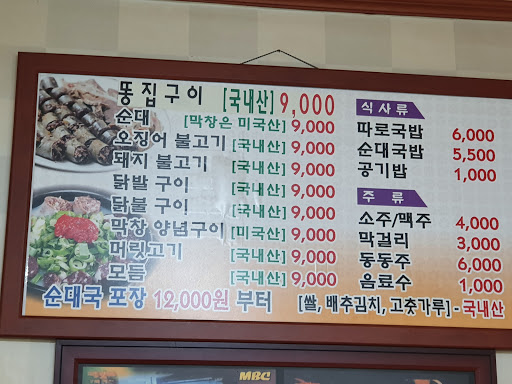 똥집구이 [국내산] 9,000
순대 [막창은 미국산] 9,000
오징어 불고기 [국내산] 9,000
돼지 불고기 [국내산] 9,000
닭발 구이 [국내산] 9,000
닭불 구이 [국내산] 9,000
막창 양념구이 [미국산] 9,000
머릿고기 [국내산] 9,000
모듬 [국내산] 9,000
순대국 포장 12,000원 부터
식사류
따로국밥 6,000
순대국밥 5,500
공기밥 1,000
주류
소주/맥주 4,000
막걸리 3,000
동동주 6,000
음료수 1,000
[쌀, 배추김치, 고춧가루] - 국내산
MBC